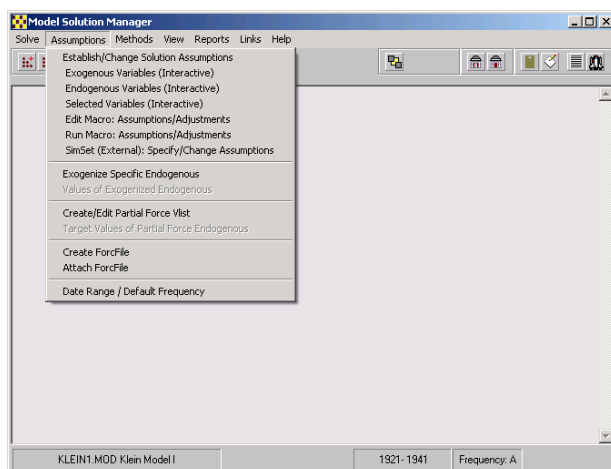 Model Solution Manager
Solve Assumptions Methods View Reports Links Help
Establish/Change Solution Assumptions
Exogenous Variables (Interactive)
Endogenous Variables (Interactive)
Selected Variables (Interactive)
Edit Macro: Assumptions/Adjustments
Run Macro: Assumptions/Adjustments
SimSet (External): Specify/Change Assumptions
Exogenize Specific Endogenous
Values of Exogenized Endogenous
Create/Edit Partial Force Vlist
Target Values of Partial Force Endogenous
Create ForcFile
Attach ForcFile
Date Range / Default Frequency
KLEIN1.MOD Klein Model I 1921-1941 Frequency: A